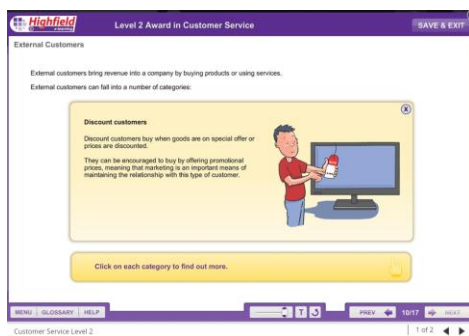 Highfield
e-learning
Level 2 Award in Customer Service
SAVE & EXIT
External Customers
External customers bring revenue into a company by buying products or using services.
External customers can fall into a number of categories:
X
Discount customers
Discount customers buy when goods are on special offer or
prices are discounted.
They can be encouraged to buy by offering promotional
prices, meaning that marketing is an important means of
maintaining the relationship with this type of customer.
Click on each category to find out more.
MENU GLOSSARY HELP T PREV 10/17 NEXT
Customer Service Level 2 1 of 2